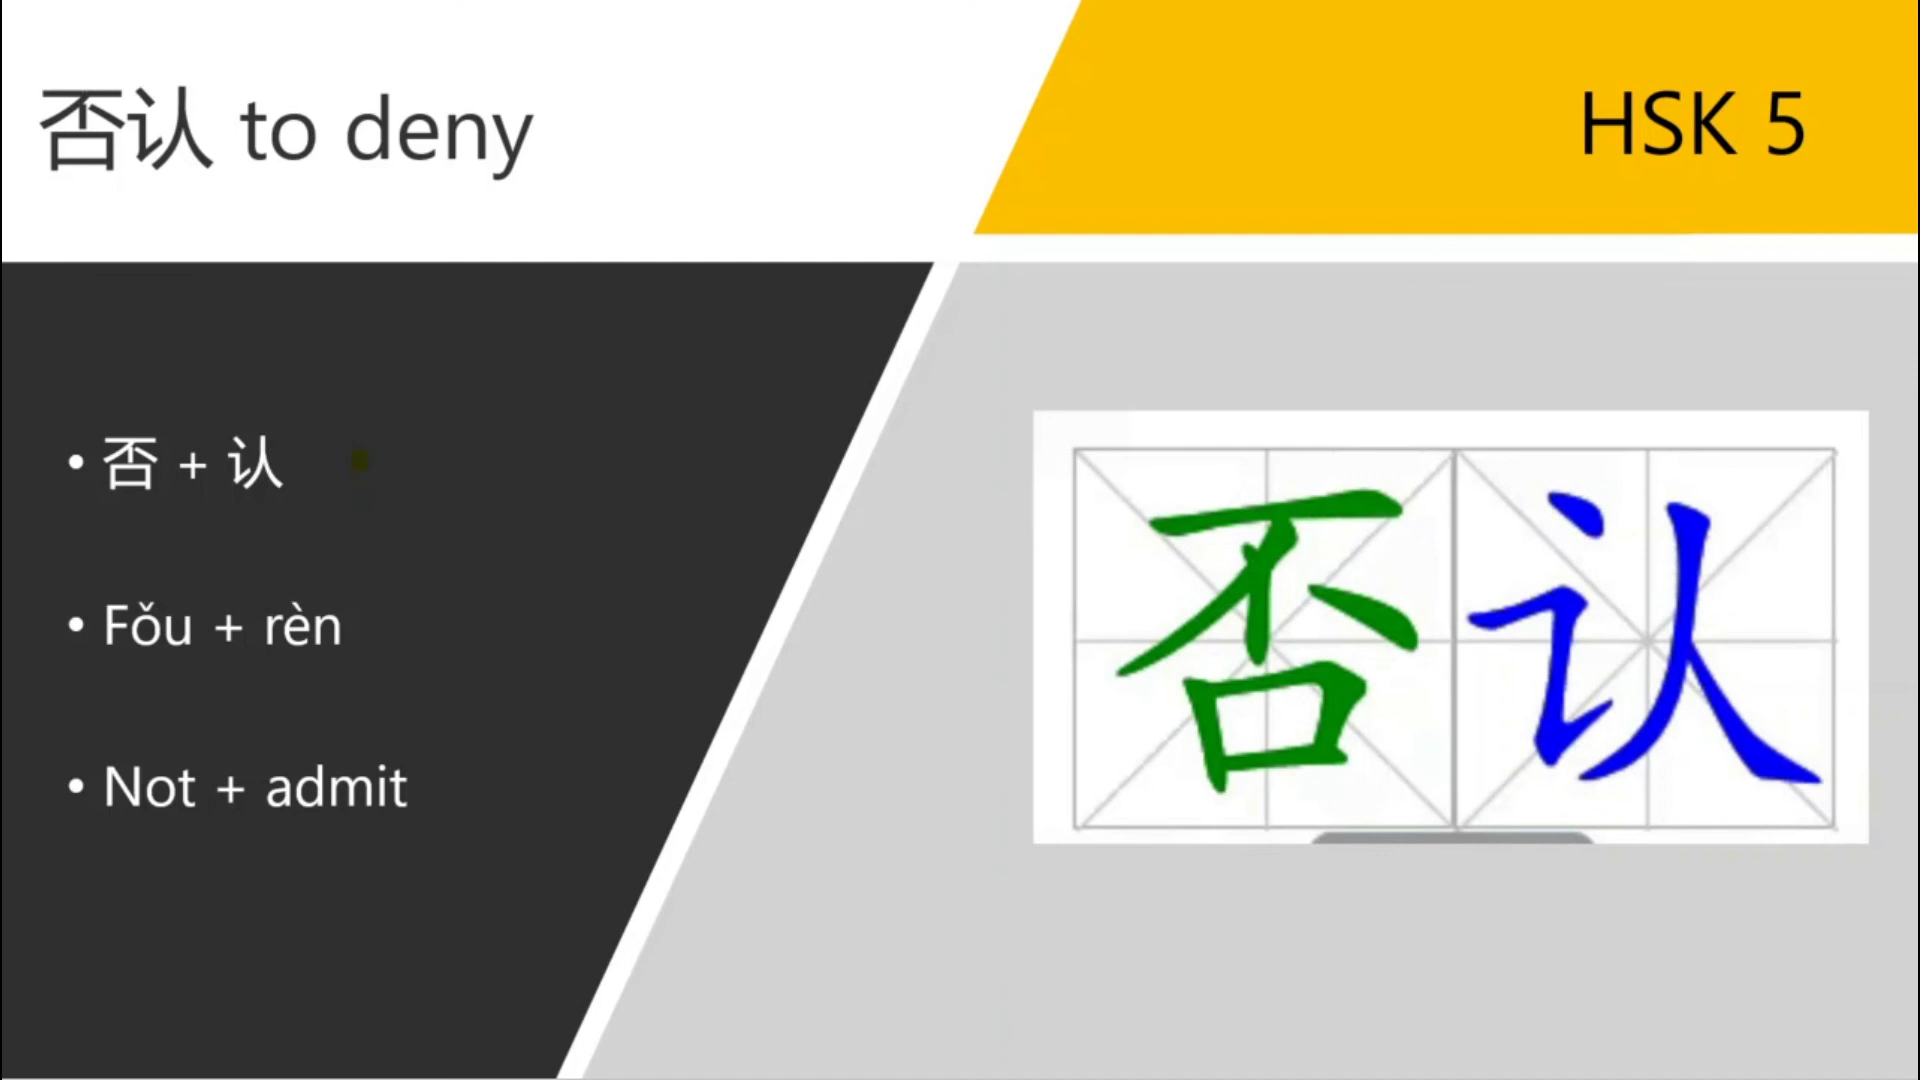 否认 to deny
HSK 5
• 否 + 认
• Fǒu + rèn
• Not + admit
否认